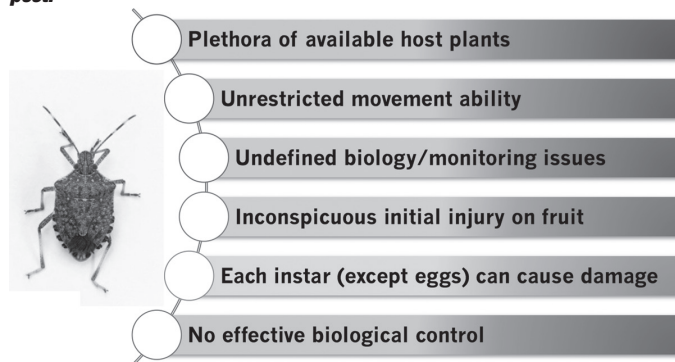 pest.
Plethora of available host plants
Unrestricted movement ability
Undefined biology/monitoring issues
Inconspicuous initial injury on fruit
Each instar (except eggs) can cause damage
No effective biological control